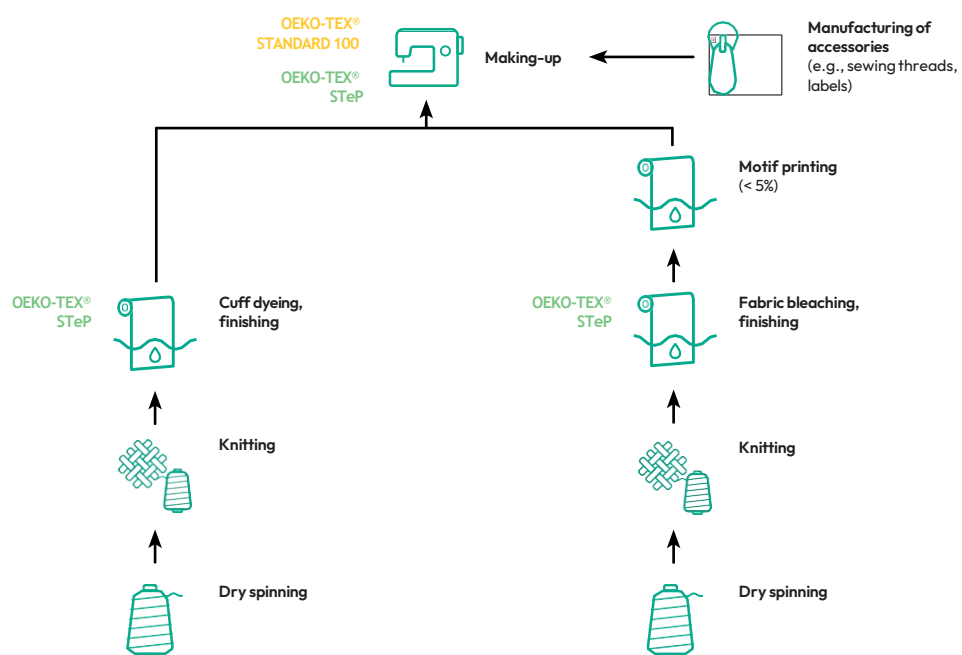 OEKO-TEX®
STANDARD 100
OEKO-TEX®
STeP
Making-up
Manufacturing of
accessories
(e.g., sewing threads,
labels)
Motif printing
(< 5%)
OEKO-TEX®
STeP
Cuff dyeing,
finishing
OEKO-TEX®
STeP
Fabric bleaching,
finishing
Knitting
Knitting
Dry spinning
Dry spinning